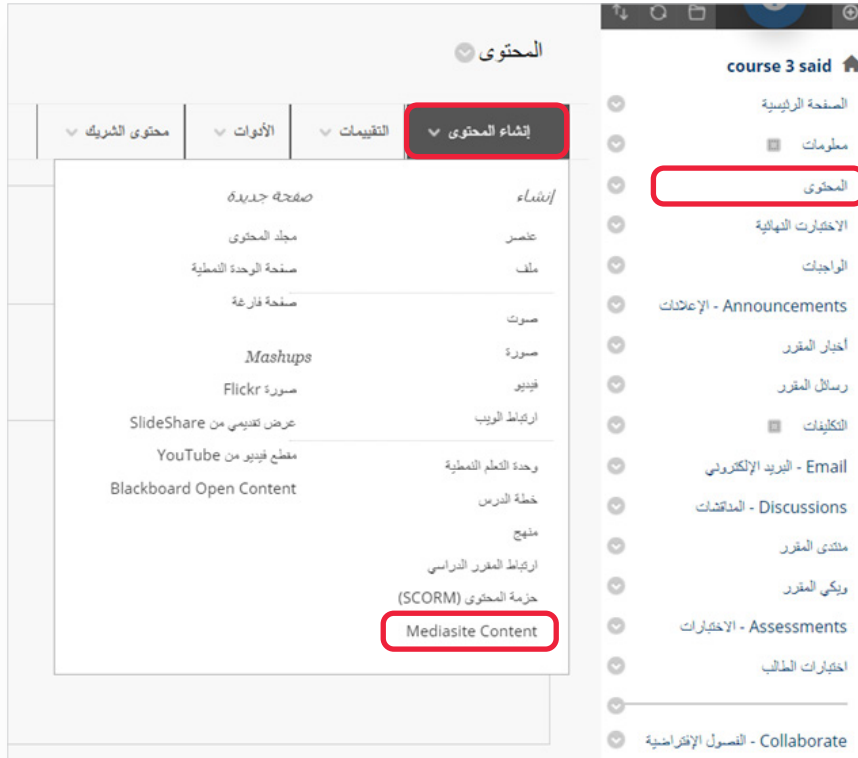 course 3 said
الصفحة الرئيسية
معلومات
المحتوى
الاختبارت النهائية
الواجبات
Announcements - الإعلانات
أخبار المقرر
رسائل المقرر
التكليفات
Email - البريد الإلكتروني
Discussions - المناقشات
منتدى المقرر
ويكي المقرر
Assessments - الاختبارات
اختبارات الطالب
Collaborate - الفصول الإفتراضية
المحتوى
إنشاء المحتوى
التقييمات
الأدوات
محتوى الشريك
إنشاء
عنصر
ملف
صوت
صورة
فيديو
ارتباط الويب
وحدة التعلم النمطية
خطة الدرس
منهج
ارتباط المقرر الدراسي
حزمة المحتوى (SCORM)
Mediasite Content
صفحة جديدة
مجلد المحتوى
صفحة الوحدة النمطية
صفحة فارغة
Mashups
صورة Flickr
عرض تقديمي من SlideShare
مقطع فيديو من YouTube
Blackboard Open Content